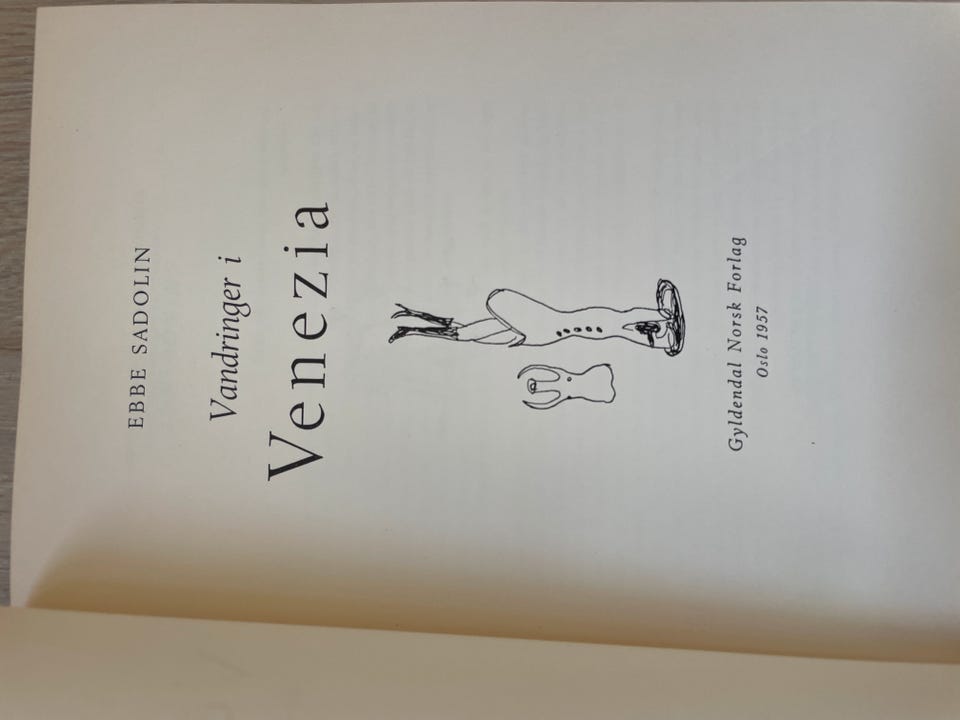 EBBE SADOLIN
Vandringer i
Venezia
Gyldendal Norsk Forlag
Oslo 1957